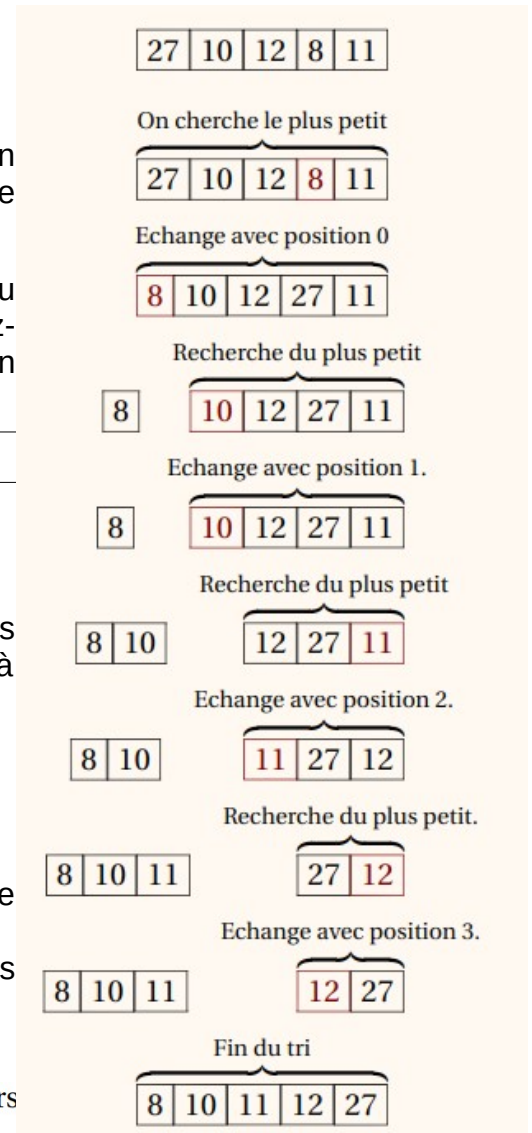 27 10 12 8 11
On cherche le plus petit
27 10 12 8 11
n
e
Echange avec position 0
8 10 12 27 11
u
z-
n
Recherche du plus petit
8 10 12 27 11
Echange avec position 1.
8 10 12 27 11
Recherche du plus petit
8 10 12 27 11
s
à
Echange avec position 2.
8 10 11 27 12
Recherche du plus petit.
8 10 11 27 12
e
Echange avec position 3.
8 10 11 12 27
s
Fin du tri
8 10 11 12 27
rs